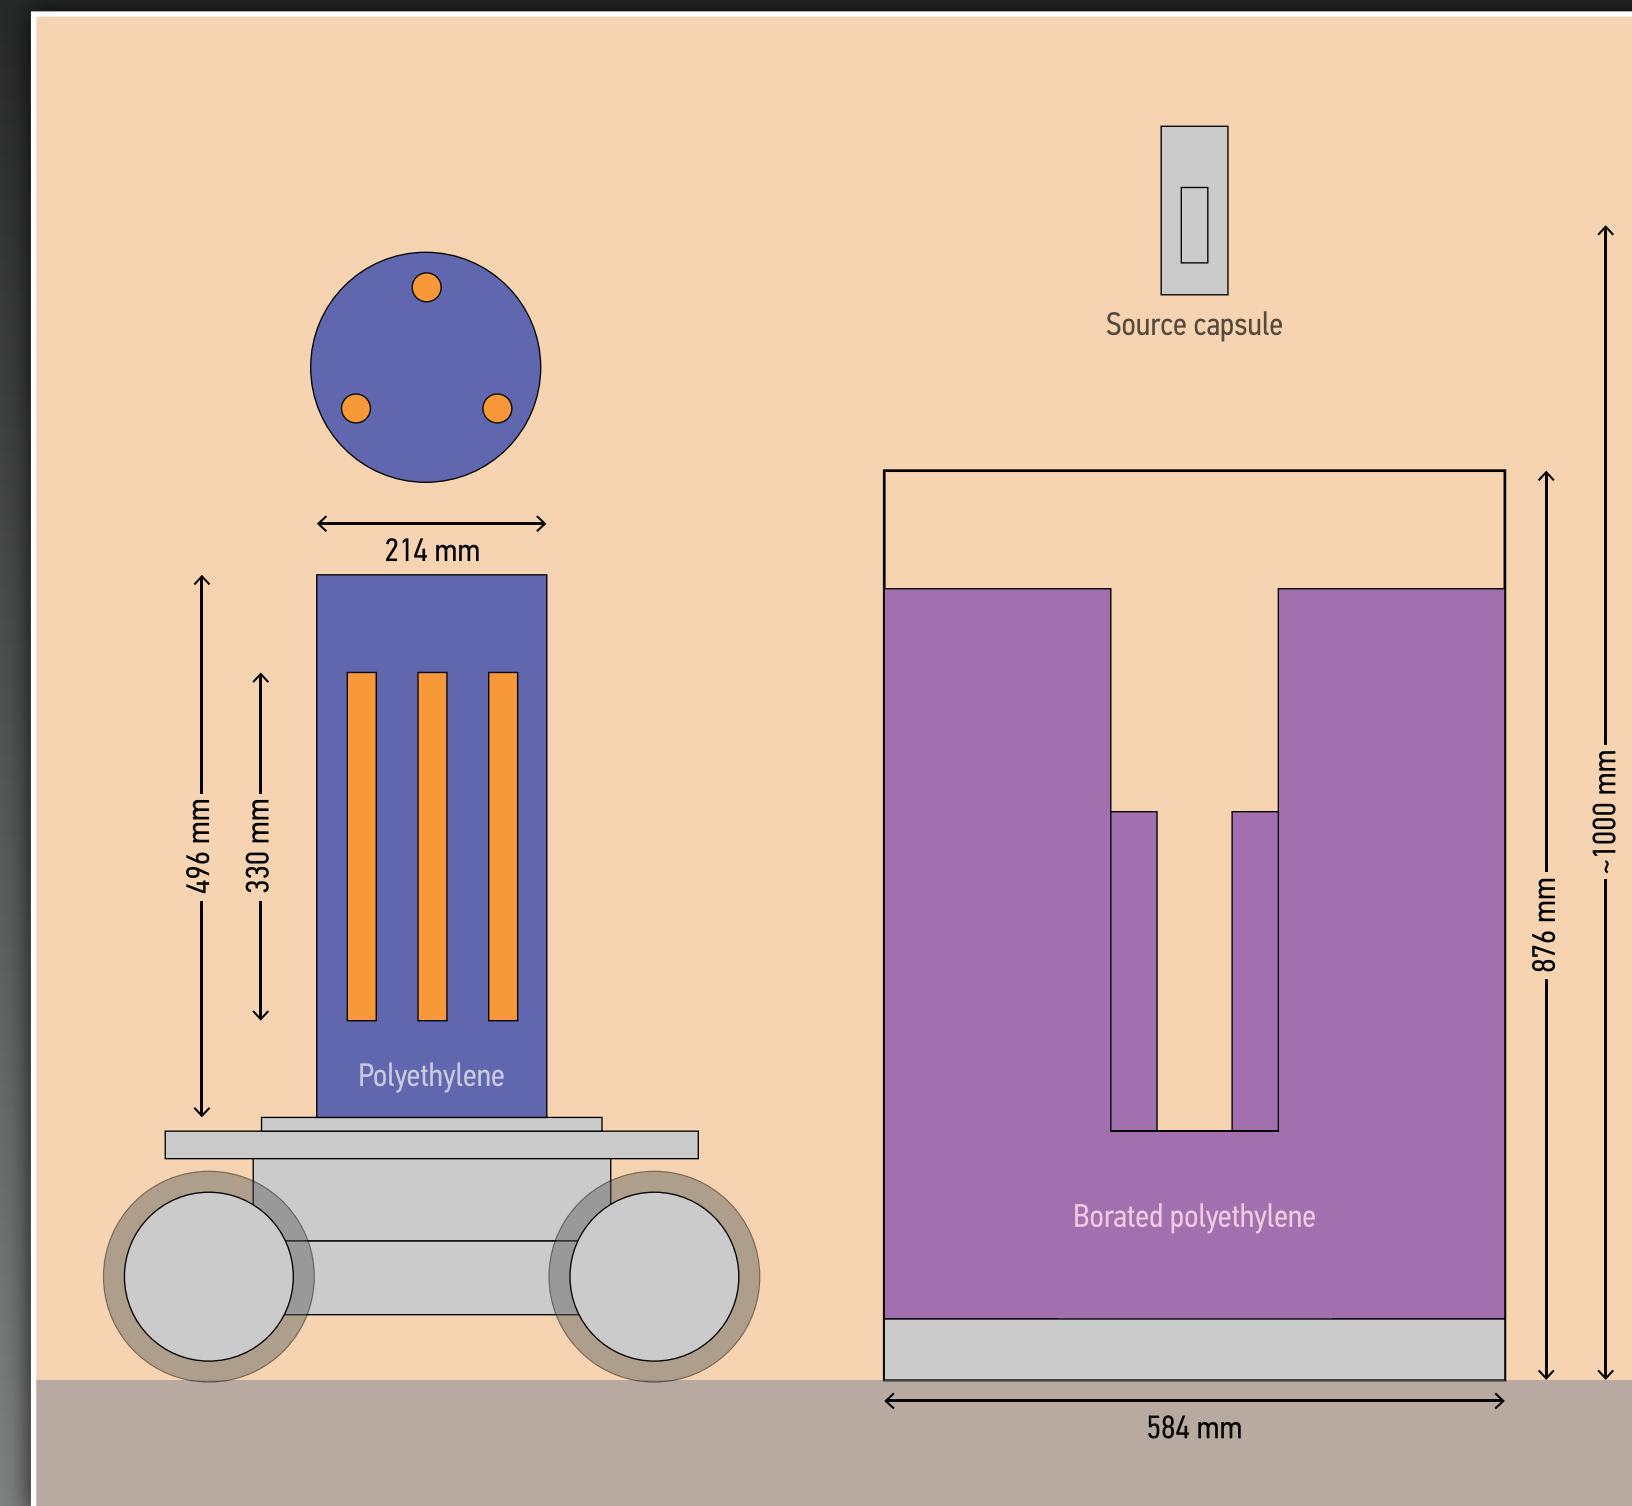 Source capsule
214 mm
496 mm
330 mm
Polyethylene
Borated polyethylene
876 mm
~1000 mm
584 mm